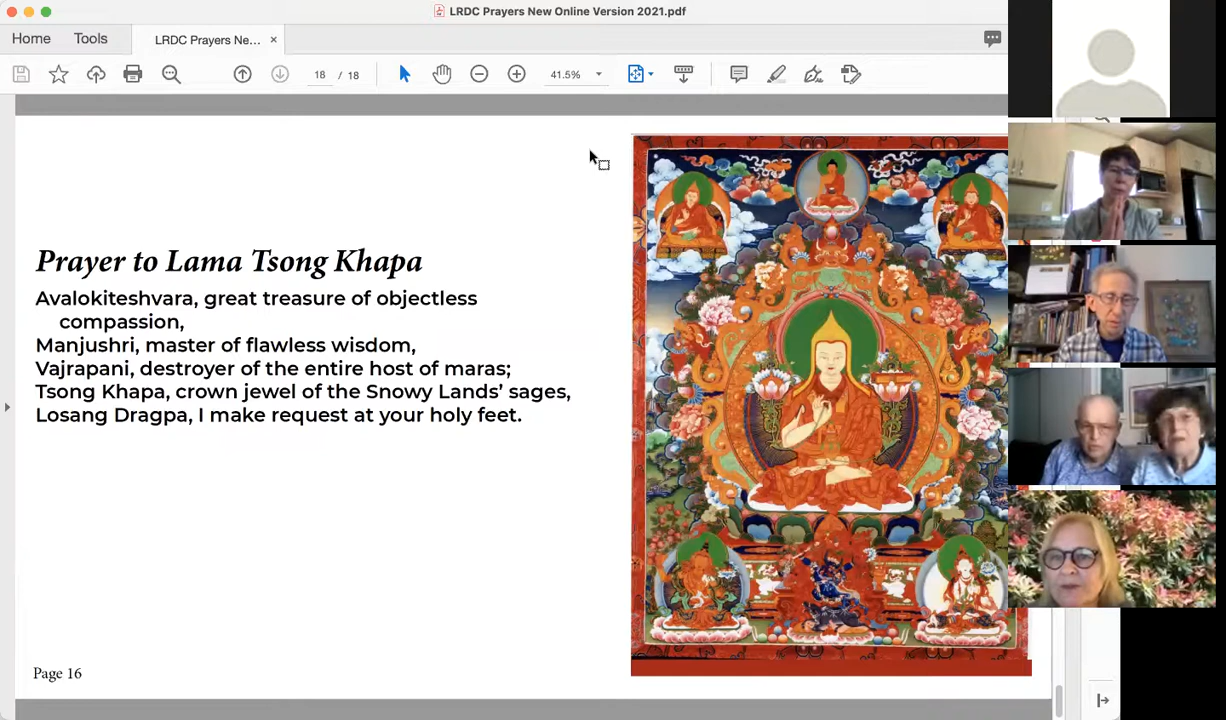 LRDC Prayers New Online Version 2021.pdf
Home Tools LRDC Prayers Ne... ×
18 / 18 41.5%
Prayer to Lama Tsong Khapa
Avalokiteshvara, great treasure of objectless
compassion,
Manjushri, master of flawless wisdom,
Vajrapani, destroyer of the entire host of maras;
Tsong Khapa, crown jewel of the Snowy Lands’ sages,
Losang Dragpa, I make request at your holy feet.
Page 16